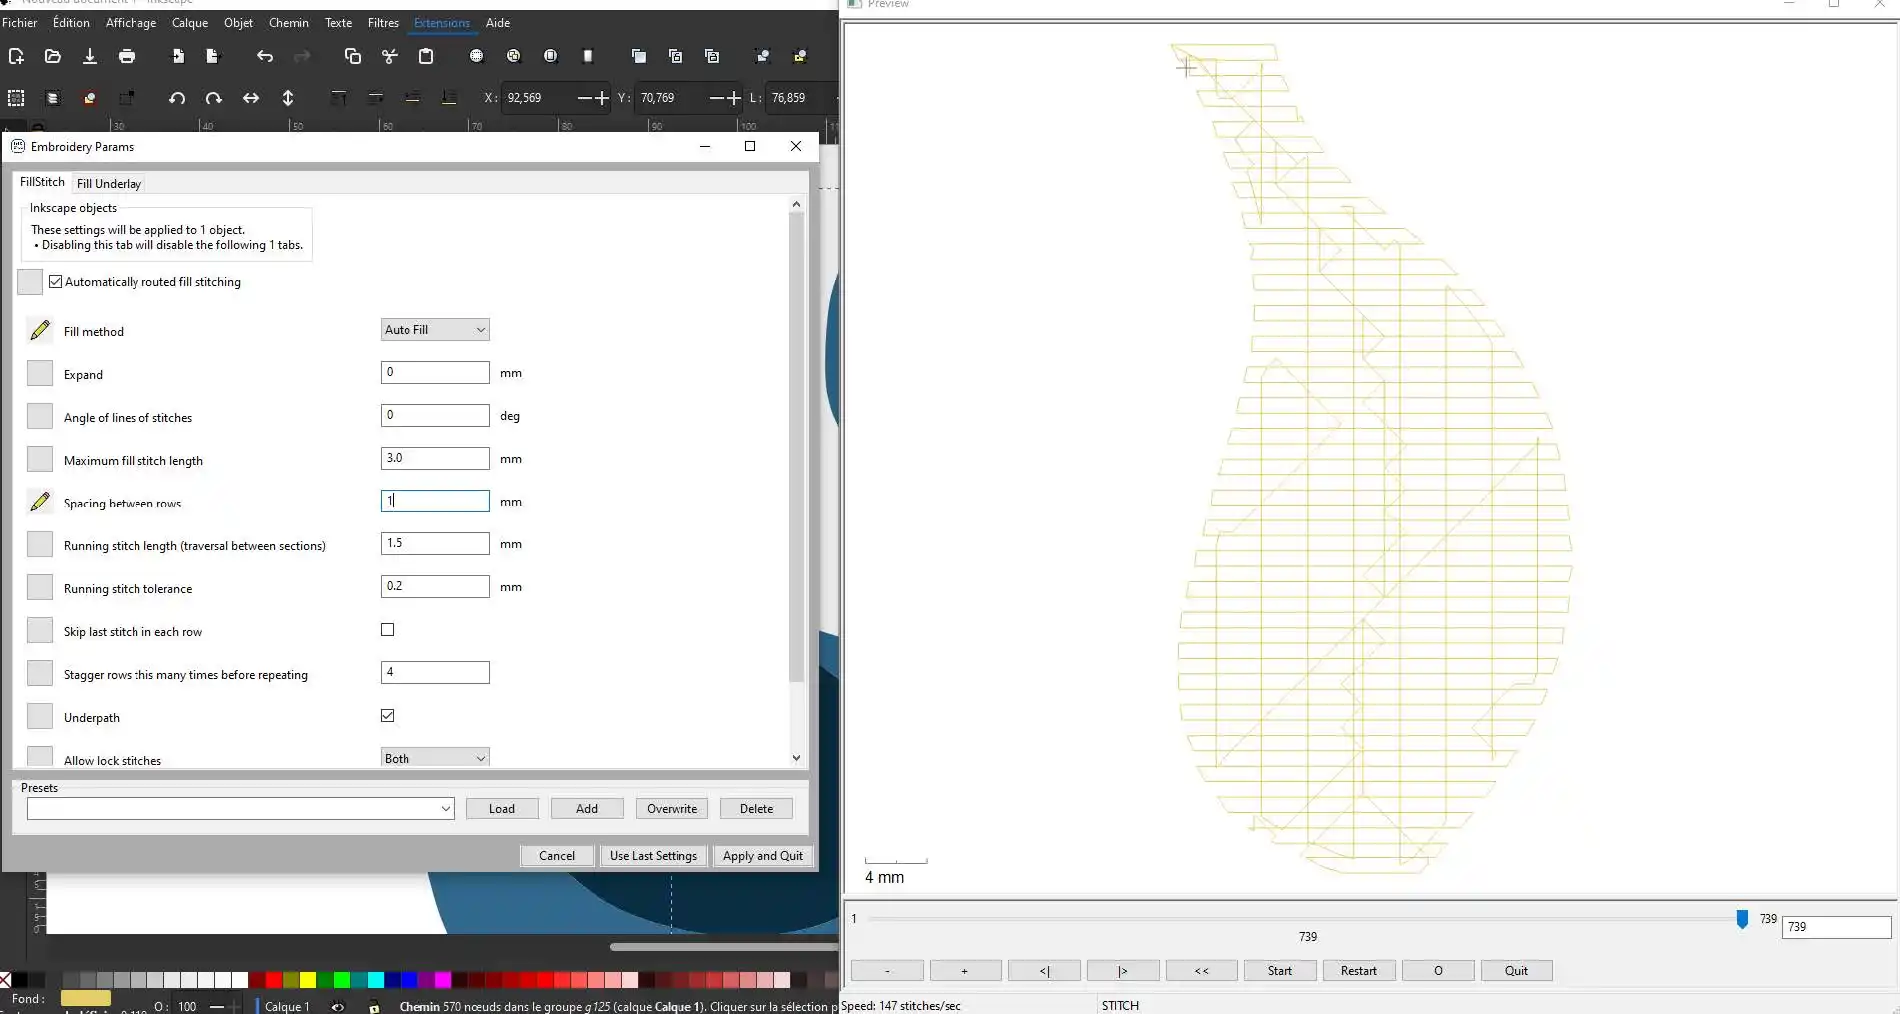 Nouveau document 1 - Inkscape
Fichier Édition Affichage Calque Objet Chemin Texte Filtres Extensions Aide
X: 92,569 Y: 70,769 L: 76,859
30 40 50 60 70 80 90 100
Embroidery Params
FillStitch Fill Underlay
Inkscape objects
These settings will be applied to 1 object.
• Disabling this tab will disable the following 1 tabs.
Automatically routed fill stitching
Fill method Auto Fill
Expand 0 mm
Angle of lines of stitches 0 deg
Maximum fill stitch length 3.0 mm
Spacing between rows 1 mm
Running stitch length (traversal between sections) 1.5 mm
Running stitch tolerance 0.2 mm
Skip last stitch in each row
Stagger rows this many times before repeating 4
Underpath
Allow lock stitches Both
Presets
Load Add Overwrite Delete
Cancel Use Last Settings Apply and Quit
Fond :
O: 100 Calque 1 Chemin 570 nœuds dans le groupe g125 (calque Calque 1). Cliquer sur la sélection p
Preview
4 mm
1 739 739
739
- + <| |> << Start Restart O Quit
Speed: 147 stitches/sec STITCH